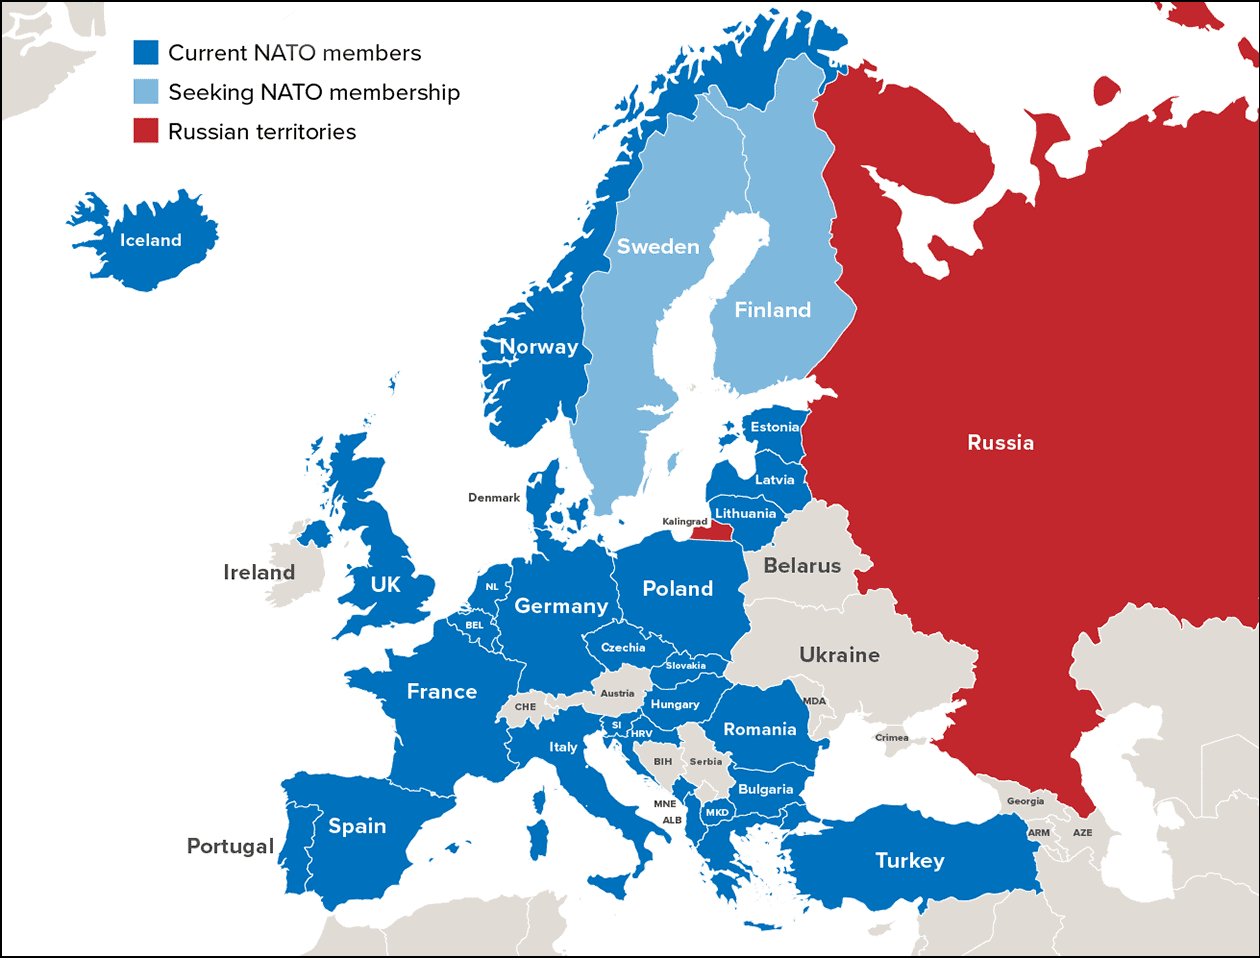 Current NATO members
Seeking NATO membership
Russian territories
Iceland
Sweden
Finland
Norway
Russia
Estonia
Latvia
Denmark
Lithuania
Kalingrad
Belarus
Ireland
UK
NL
Poland
Germany
BEL
Czechia
Ukraine
Slovakia
France
Austria
CHE
Hungary
MDA
SI
HRV
Romania
Crimea
Italy
BIH
Serbia
Bulgaria
MNE
Georgia
MKD
ALB
Spain
ARM
AZE
Portugal
Turkey